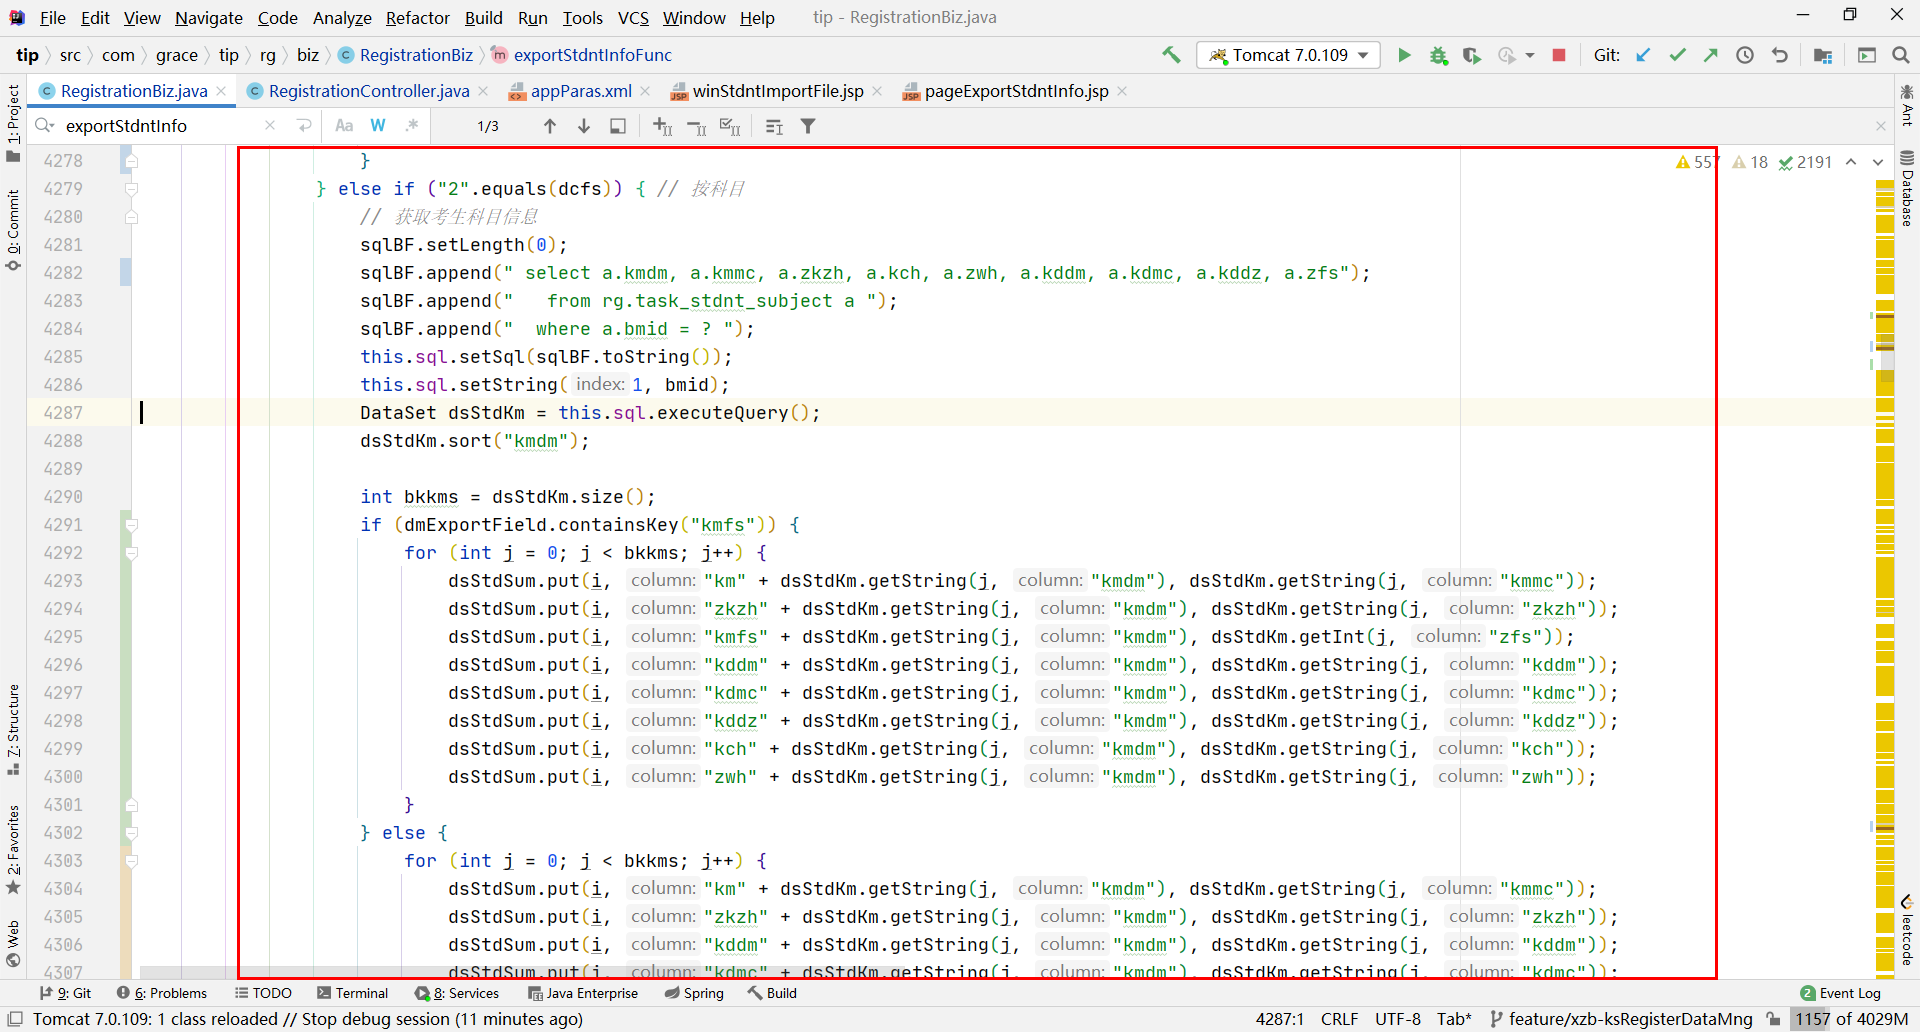 File Edit View Navigate Code Analyze Refactor Build Run Tools VCS Window Help tip - RegistrationBiz.java
tip src com grace tip rg biz RegistrationBiz exportStdntInfoFunc Tomcat 7.0.109 Git:
RegistrationBiz.java RegistrationController.java appParas.xml winStdntImportFile.jsp pageExportStdntInfo.jsp
exportStdntInfo Aa W .* 1/3
557 18 2191
4278 }
4279 } else if ("2".equals(dcfs)) { // 按科目
4280 // 获取考生科目信息
4281 sqlBF.setLength(0);
4282 sqlBF.append(" select a.kmdm, a.kmmc, a.zkzh, a.kch, a.zwh, a.kddm, a.kdmc, a.kddz, a.zfs");
4283 sqlBF.append("   from rg.task_stdnt_subject a ");
4284 sqlBF.append("  where a.bmid = ? ");
4285 this.sql.setSql(sqlBF.toString());
4286 this.sql.setString( index: 1, bmid);
4287 DataSet dsStdKm = this.sql.executeQuery();
4288 dsStdKm.sort("kmdm");
4289
4290 int bkkms = dsStdKm.size();
4291 if (dmExportField.containsKey("kmfs")) {
4292 for (int j = 0; j < bkkms; j++) {
4293 dsStdSum.put(i, column: "km" + dsStdKm.getString(j, column: "kmdm"), dsStdKm.getString(j, column: "kmmc"));
4294 dsStdSum.put(i, column: "zkzh" + dsStdKm.getString(j, column: "kmdm"), dsStdKm.getString(j, column: "zkzh"));
4295 dsStdSum.put(i, column: "kmfs" + dsStdKm.getString(j, column: "kmdm"), dsStdKm.getInt(j, column: "zfs"));
4296 dsStdSum.put(i, column: "kddm" + dsStdKm.getString(j, column: "kmdm"), dsStdKm.getString(j, column: "kddm"));
4297 dsStdSum.put(i, column: "kdmc" + dsStdKm.getString(j, column: "kmdm"), dsStdKm.getString(j, column: "kdmc"));
4298 dsStdSum.put(i, column: "kddz" + dsStdKm.getString(j, column: "kmdm"), dsStdKm.getString(j, column: "kddz"));
4299 dsStdSum.put(i, column: "kch" + dsStdKm.getString(j, column: "kmdm"), dsStdKm.getString(j, column: "kch"));
4300 dsStdSum.put(i, column: "zwh" + dsStdKm.getString(j, column: "kmdm"), dsStdKm.getString(j, column: "zwh"));
4301 }
4302 } else {
4303 for (int j = 0; j < bkkms; j++) {
4304 dsStdSum.put(i, column: "km" + dsStdKm.getString(j, column: "kmdm"), dsStdKm.getString(j, column: "kmmc"));
4305 dsStdSum.put(i, column: "zkzh" + dsStdKm.getString(j, column: "kmdm"), dsStdKm.getString(j, column: "zkzh"));
4306 dsStdSum.put(i, column: "kddm" + dsStdKm.getString(j, column: "kmdm"), dsStdKm.getString(j, column: "kddm"));
4307 dsStdSum.put(i, column: "kdmc" + dsStdKm.getString(j, column: "kmdm"), dsStdKm.getString(j, column: "kdmc"));
1: Project
0: Commit
7: Structure
2: Favorites
Web
Ant
Database
leetcode
9: Git 6: Problems TODO Terminal 8: Services Java Enterprise Spring Build 2 Event Log
Tomcat 7.0.109: 1 class reloaded // Stop debug session (11 minutes ago) 4287:1 CRLF UTF-8 Tab* feature/xzb-ksRegisterDataMng 1157 of 4029M